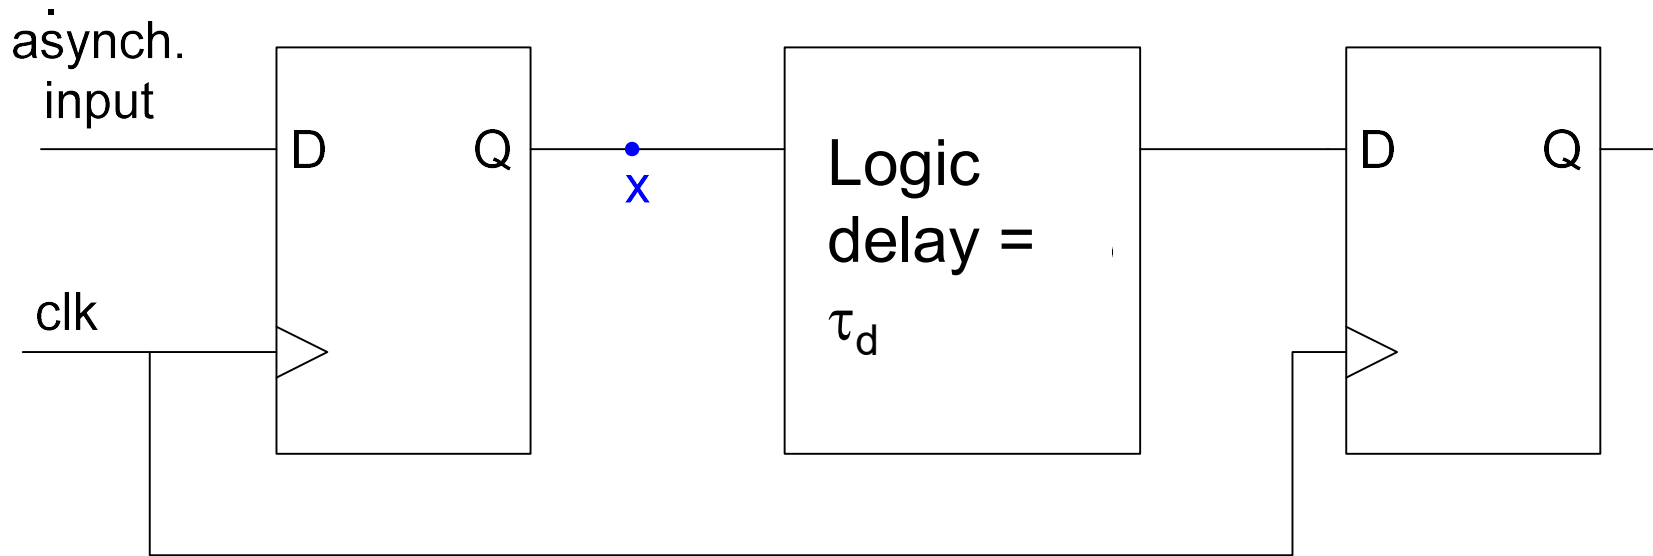 asynch.
input
D
Q
x
Logic
delay =
τd
D
Q
clk